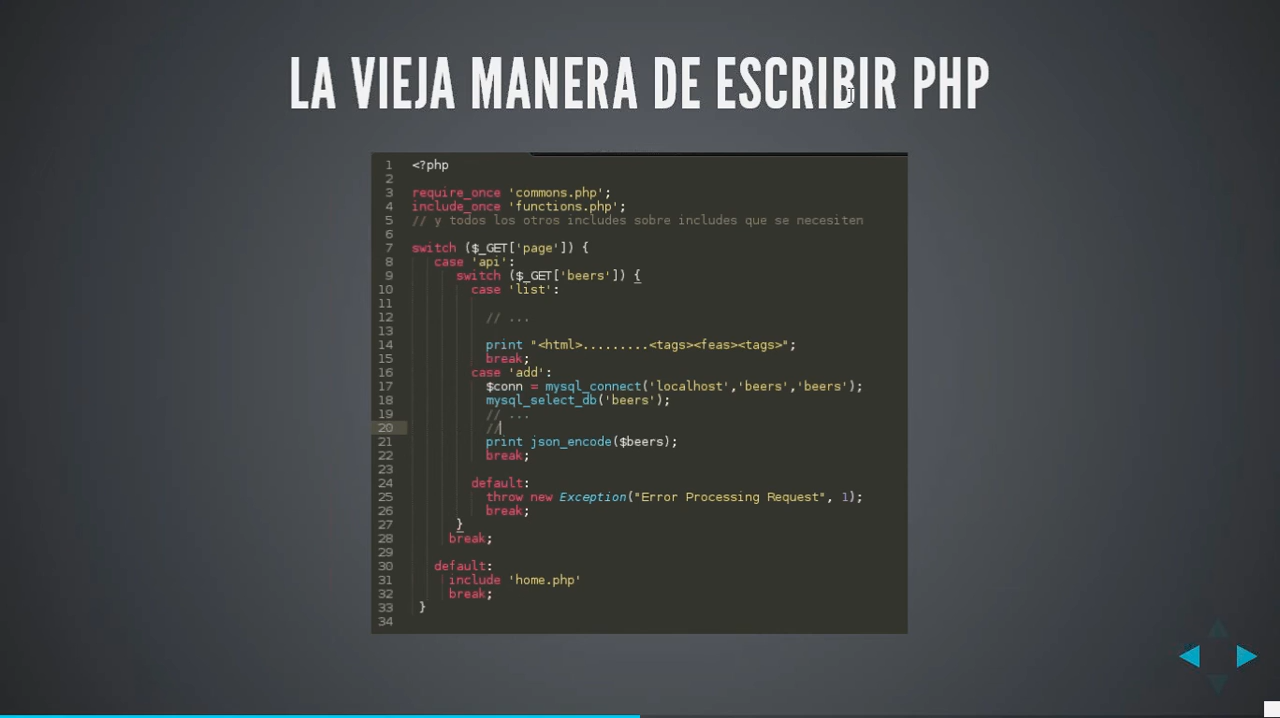 LA VIEJA MANERA DE ESCRIBIR PHP
1 <?php
2
3 require_once 'commons.php';
4 include_once 'functions.php';
5 // y todos los otros includes sobre includes que se necesiten
6
7 switch ($_GET['page']) {
8 case 'api':
9 switch ($_GET['beers']) {
10 case 'list':
11
12 // ...
13
14 print "<html>.........<tags><feas><tags>";
15 break;
16 case 'add':
17 $conn = mysql_connect('localhost','beers','beers');
18 mysql_select_db('beers');
19 // ...
20 //
21 print json_encode($beers);
22 break;
23
24 default:
25 throw new Exception("Error Processing Request", 1);
26 break;
27 }
28 break;
29
30 default:
31 include 'home.php'
32 break;
33 }
34